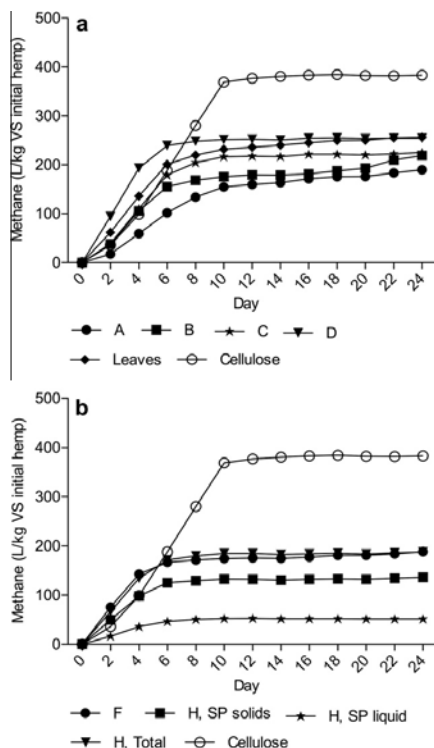 a
Methane (L/kg VS initial hemp)
500
400
300
200
100
0
0 2 4 6 8 10 12 14 16 18 20 22 24
Day
A B C D
Leaves Cellulose
b
Methane (L/kg VS initial hemp)
500
400
300
200
100
0
0 2 4 6 8 10 12 14 16 18 20 22 24
Day
F H, SP solids H, SP liquid
H, Total Cellulose